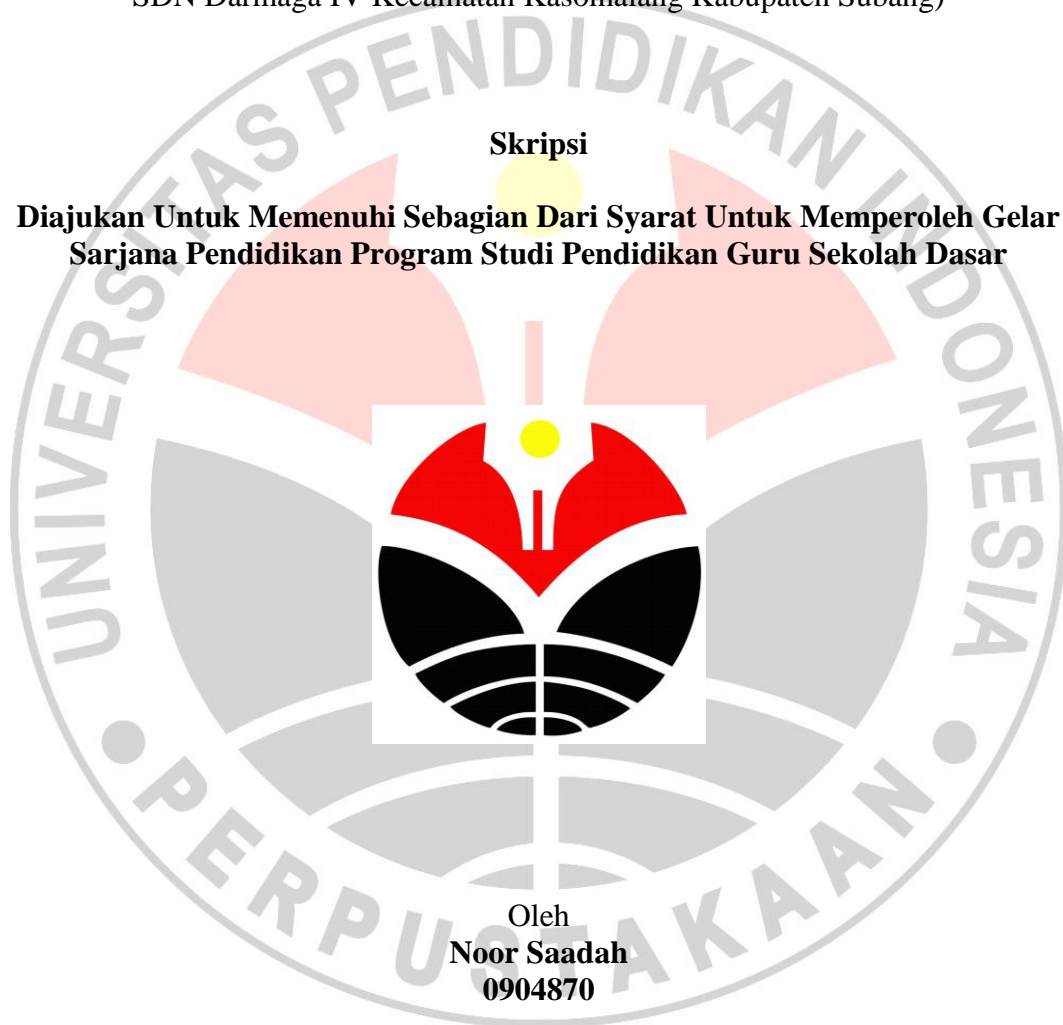 SDN Darmaga IV Kecamatan Kasomalang Kabupaten Subang)
Skripsi
Diajukan Untuk Memenuhi Sebagian Dari Syarat Untuk Memperoleh Gelar
Sarjana Pendidikan Program Studi Pendidikan Guru Sekolah Dasar
UNIVERSITAS PENDIDIKAN INDONESIA
PERPUSTAKAAN
Oleh
Noor Saadah
0904870